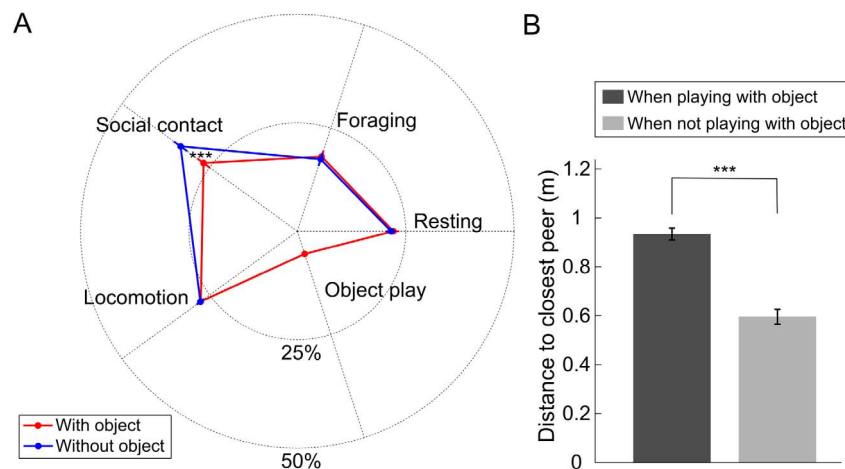 A
Social contact
***
Foraging
Resting
Locomotion
Object play
25%
50%
With object
Without object
B
When playing with object
When not playing with object
Distance to closest peer (m)
1.2
1
0.8
0.6
0.4
0.2
0
***